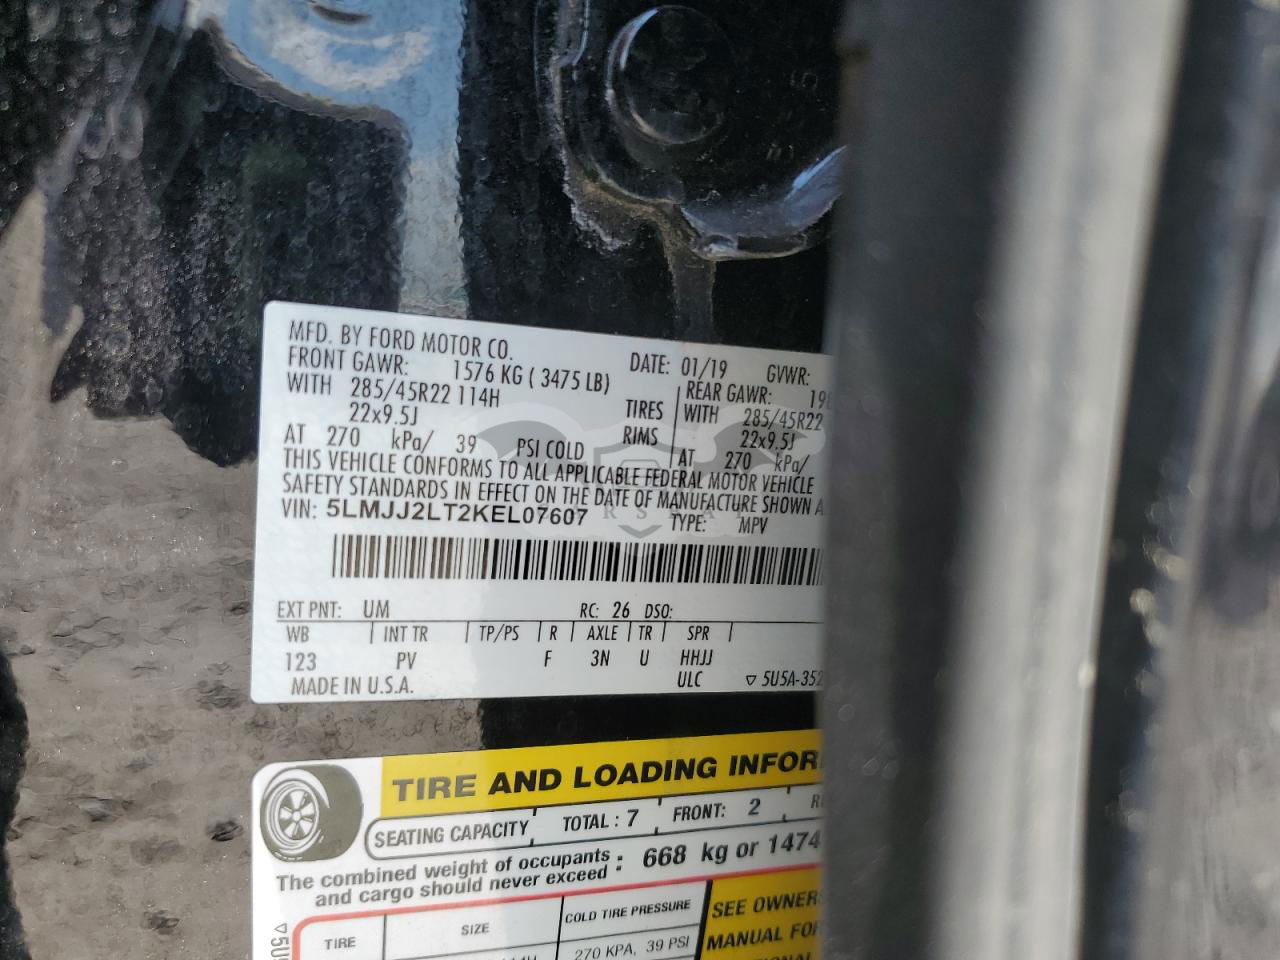 MFD. BY FORD MOTOR CO.
DATE: 01/19 GVWR:
FRONT GAWR: 1576 KG ( 3475 LB) REAR GAWR:
WITH 285/45R22 114H TIRES WITH 285/45R22
22x9.5J RIMS 22x9.5J
AT 270 kPa/ 39 PSI COLD AT 270 kPa/
THIS VEHICLE CONFORMS TO ALL APPLICABLE FEDERAL MOTOR VEHICLE
SAFETY STANDARDS IN EFFECT ON THE DATE OF MANUFACTURE SHOWN
VIN: 5LMJJ2LT2KEL07607 TYPE: MPV
EXT PNT: UM RC: 26 DSO:
WB INT TR TP/PS R AXLE TR SPR
123 PV F 3N U HHJJ
MADE IN U.S.A. ULC ▽ 5U5A-352
TIRE AND LOADING INFOR
SEATING CAPACITY TOTAL : 7 FRONT: 2
The combined weight of occupants : 668 kg or 1474
and cargo should never exceed
TIRE SIZE COLD TIRE PRESSURE SEE OWNERS
270 KPA, 39 PSI MANUAL FOR